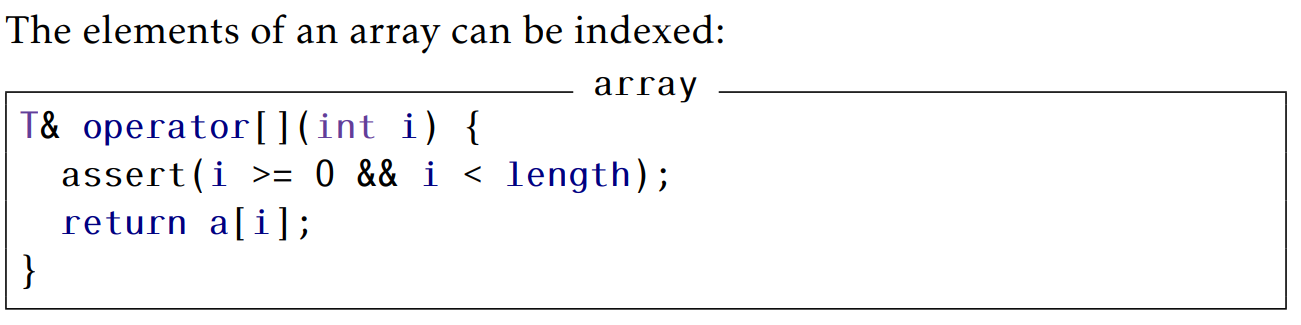 The elements of an array can be indexed:
array
T& operator[](int i) {
  assert(i >= 0 && i < length);
  return a[i];
}